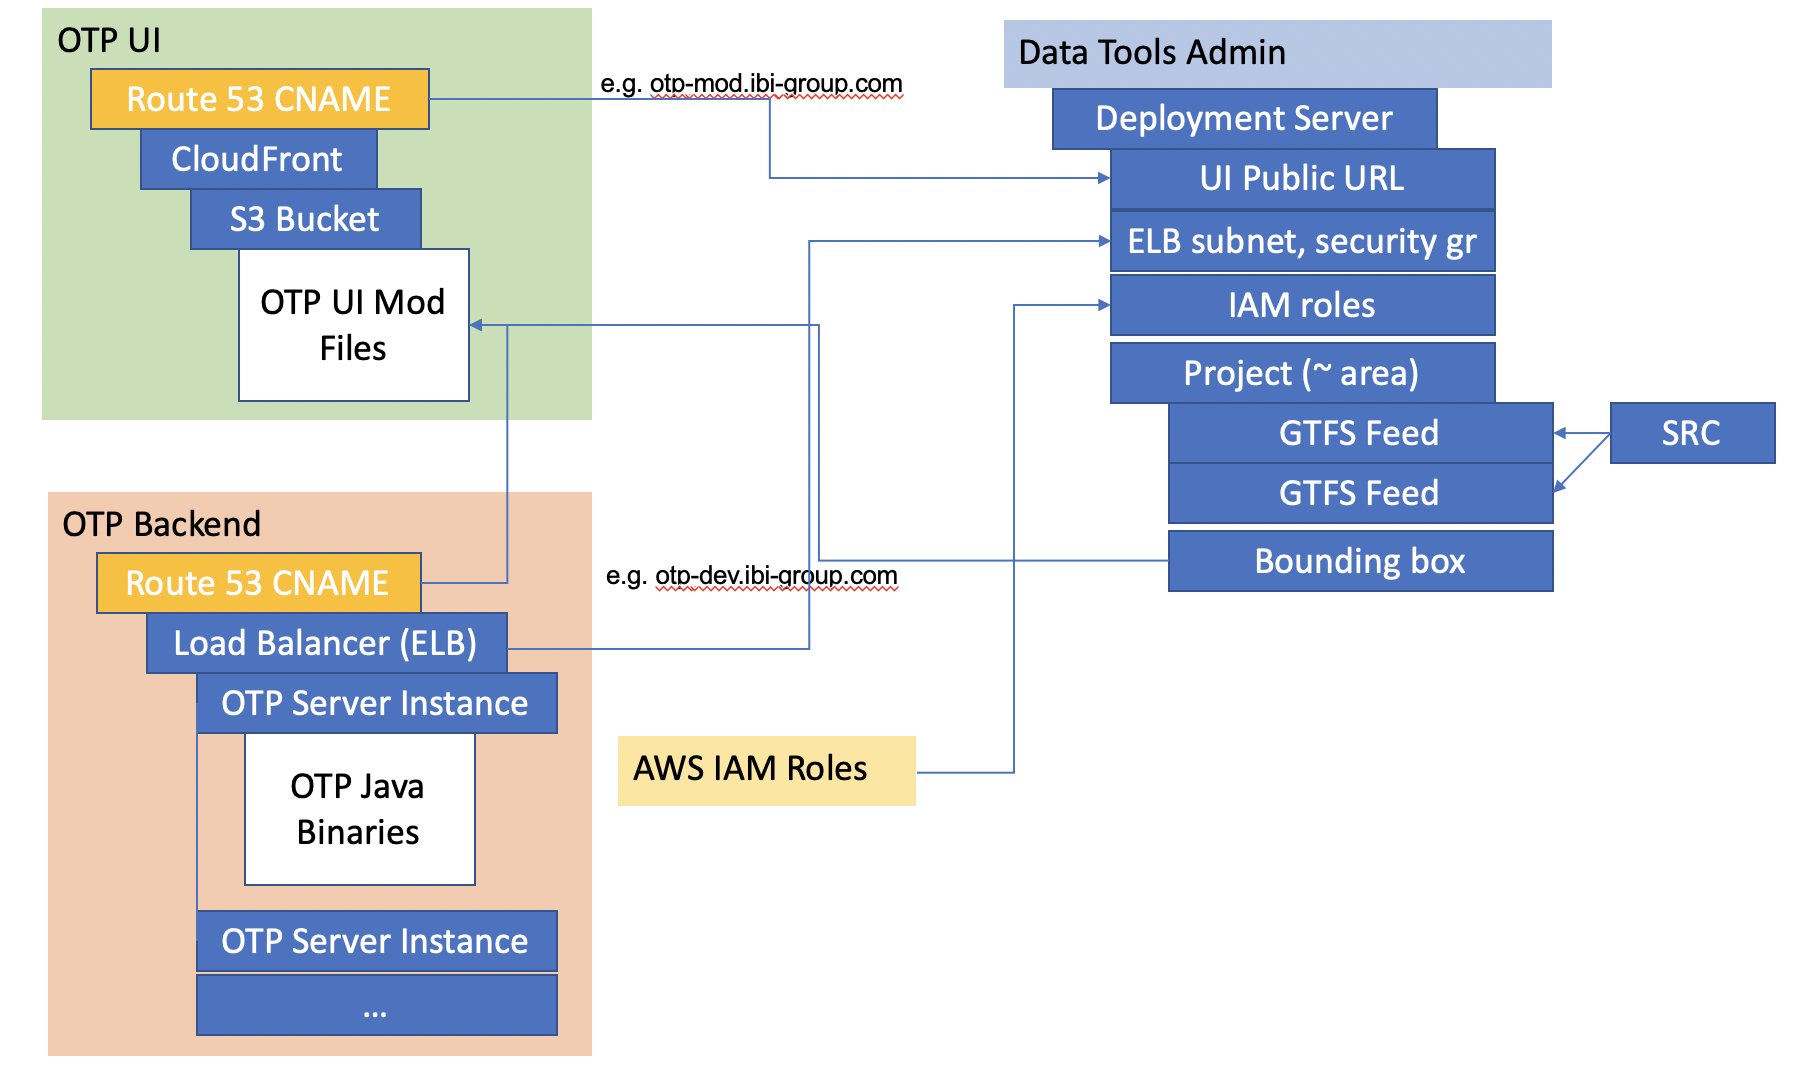 OTP UI
Route 53 CNAME
CloudFront
S3 Bucket
OTP UI Mod
Files
e.g. otp-mod.ibi-group.com
Data Tools Admin
Deployment Server
UI Public URL
ELB subnet, security gr
IAM roles
Project (~ area)
GTFS Feed
GTFS Feed
SRC
Bounding box
OTP Backend
Route 53 CNAME
e.g. otp-dev.ibi-group.com
Load Balancer (ELB)
OTP Server Instance
OTP Java
Binaries
OTP Server Instance
...
AWS IAM Roles